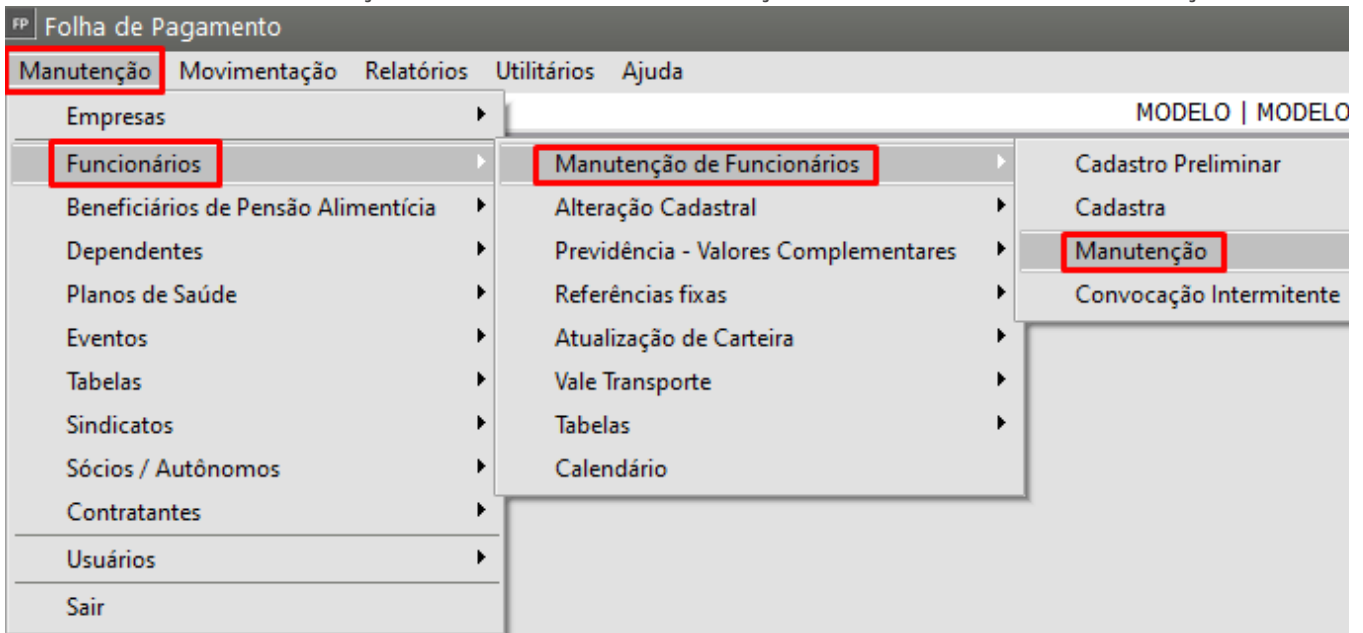 FP Folha de Pagamento
Manutenção Movimentação Relatórios Utilitários Ajuda
MODELO | MODELO
Empresas
Funcionários
Beneficiários de Pensão Alimentícia
Dependentes
Planos de Saúde
Eventos
Tabelas
Sindicatos
Sócios / Autônomos
Contratantes
Usuários
Sair
Manutenção de Funcionários
Alteração Cadastral
Previdência - Valores Complementares
Referências fixas
Atualização de Carteira
Vale Transporte
Tabelas
Calendário
Cadastro Preliminar
Cadastra
Manutenção
Convocação Intermitente